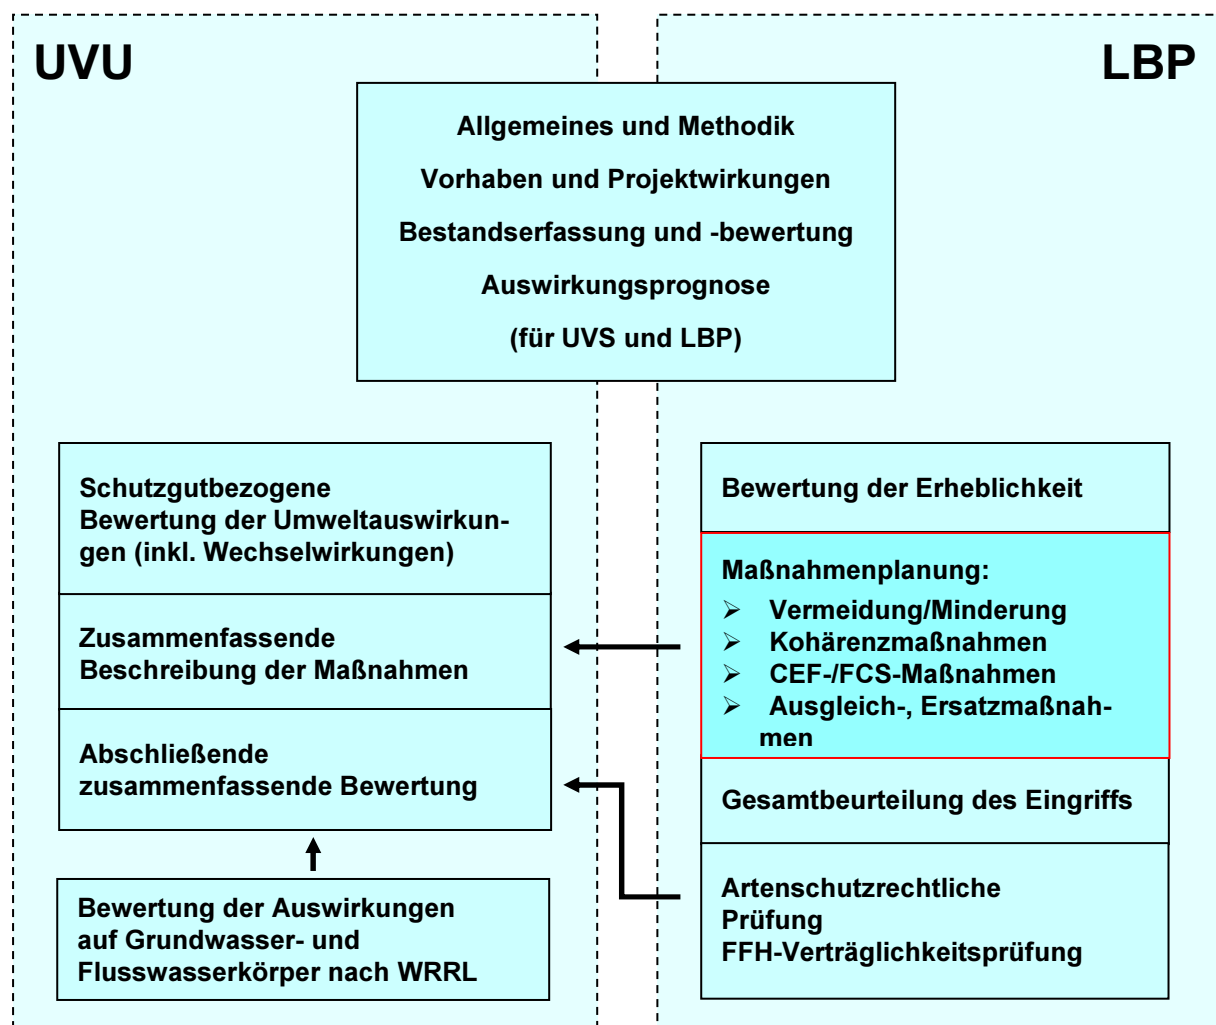 UVU
LBP
Allgemeines und Methodik
Vorhaben und Projektwirkungen
Bestandserfassung und -bewertung
Auswirkungsprognose
(für UVS und LBP)
Schutzgutbezogene
Bewertung der Umweltauswirkun-
gen (inkl. Wechselwirkungen)
Zusammenfassende
Beschreibung der Maßnahmen
Abschließende
zusammenfassende Bewertung
Bewertung der Auswirkungen
auf Grundwasser- und
Flusswasserkörper nach WRRL
Bewertung der Erheblichkeit
Maßnahmenplanung:
➢ Vermeidung/Minderung
➢ Kohärenzmaßnahmen
➢ CEF-/FCS-Maßnahmen
➢ Ausgleich-, Ersatzmaßnah-
men
Gesamtbeurteilung des Eingriffs
Artenschutzrechtliche
Prüfung
FFH-Verträglichkeitsprüfung